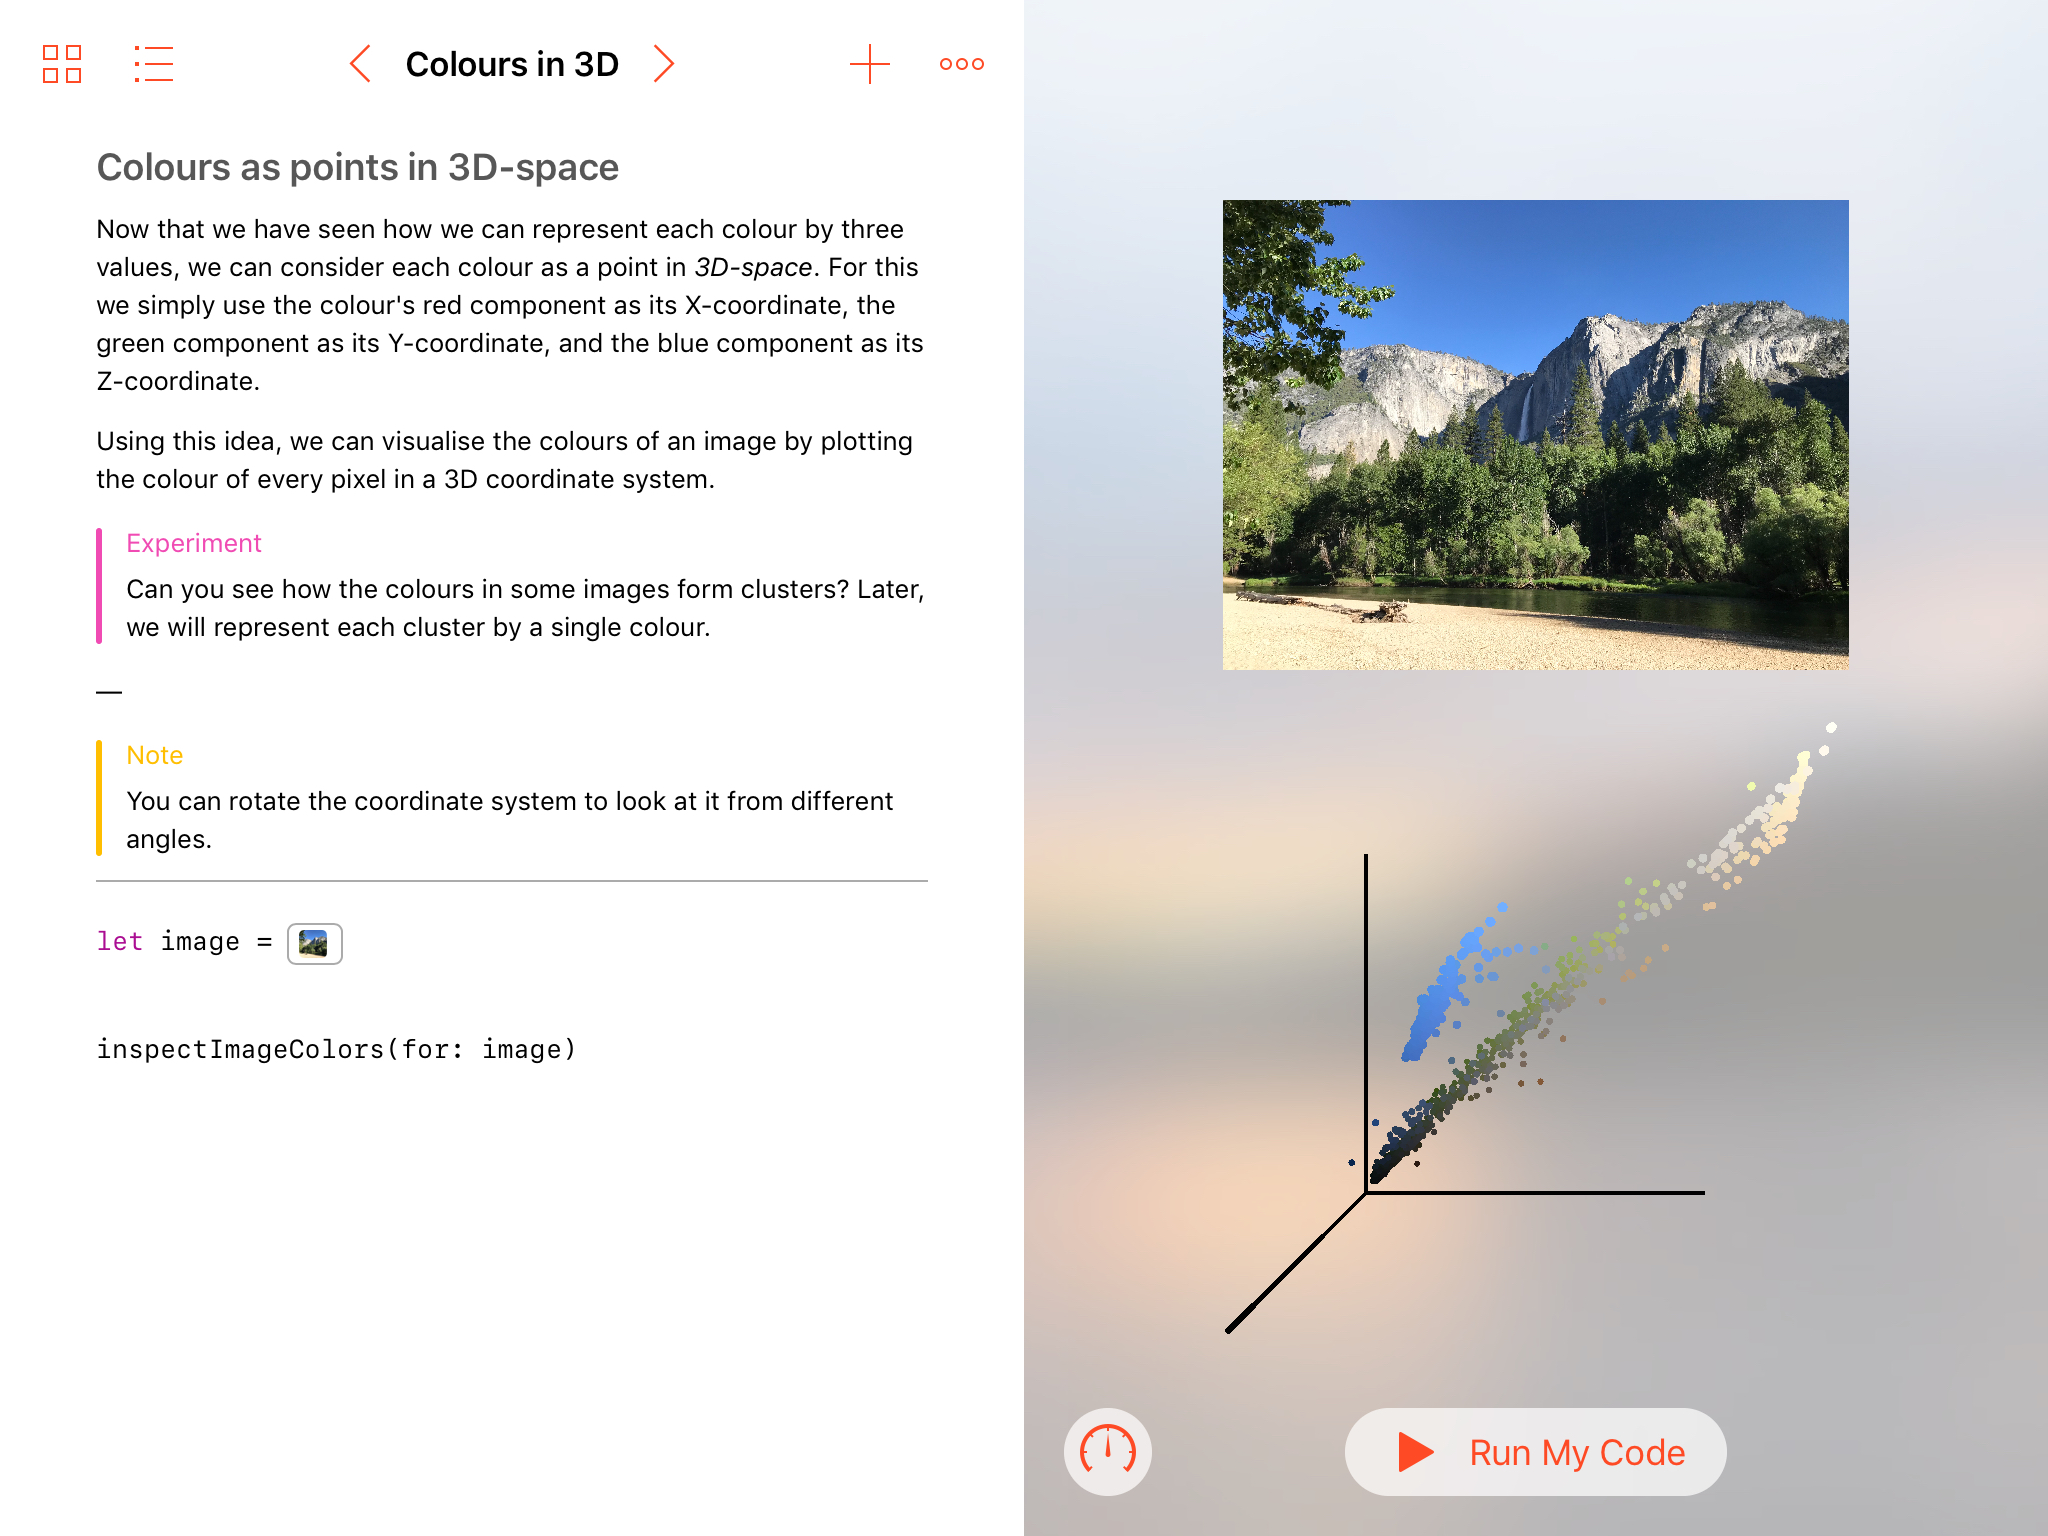 Colours in 3D
Colours as points in 3D-space
Now that we have seen how we can represent each colour by three
values, we can consider each colour as a point in 3D-space. For this
we simply use the colour's red component as its X-coordinate, the
green component as its Y-coordinate, and the blue component as its
Z-coordinate.
Using this idea, we can visualise the colours of an image by plotting
the colour of every pixel in a 3D coordinate system.
Experiment
Can you see how the colours in some images form clusters? Later,
we will represent each cluster by a single colour.
—
Note
You can rotate the coordinate system to look at it from different
angles.
let image =
inspectImageColors(for: image)
Run My Code